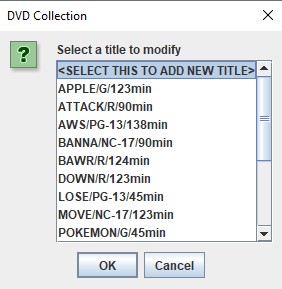 DVD Collection
?
Select a title to modify
<SELECT THIS TO ADD NEW TITLE>
APPLE/G/123min
ATTACK/R/90min
AWS/PG-13/138min
BANNA/NC-17/90min
BAWR/R/124min
DOWN/R/123min
LOSE/PG-13/45min
MOVE/NC-17/123min
POKEMON/G/45min
OK Cancel